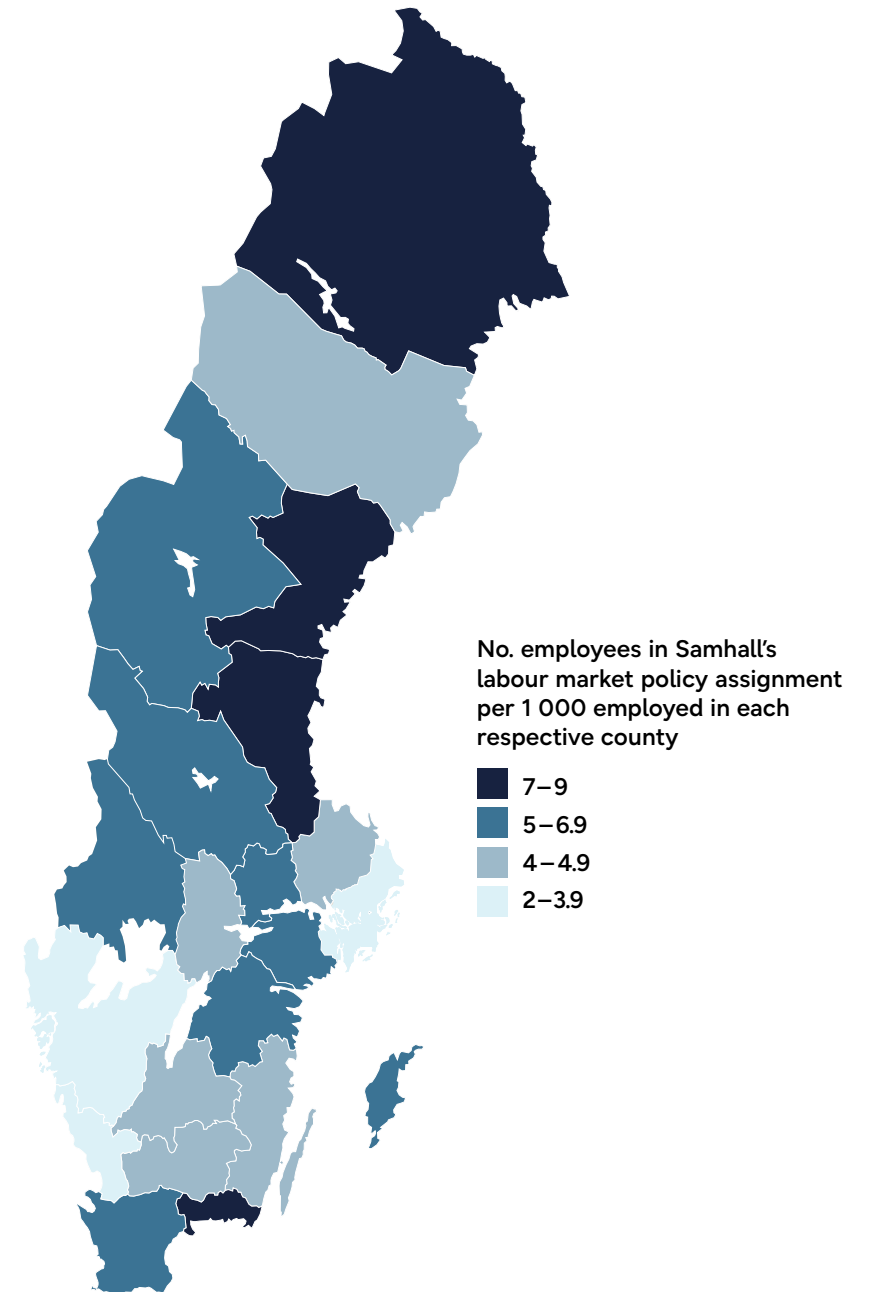 No. employees in Samhall’s
labour market policy assignment
per 1 000 employed in each
respective county
7–9
5–6.9
4–4.9
2–3.9